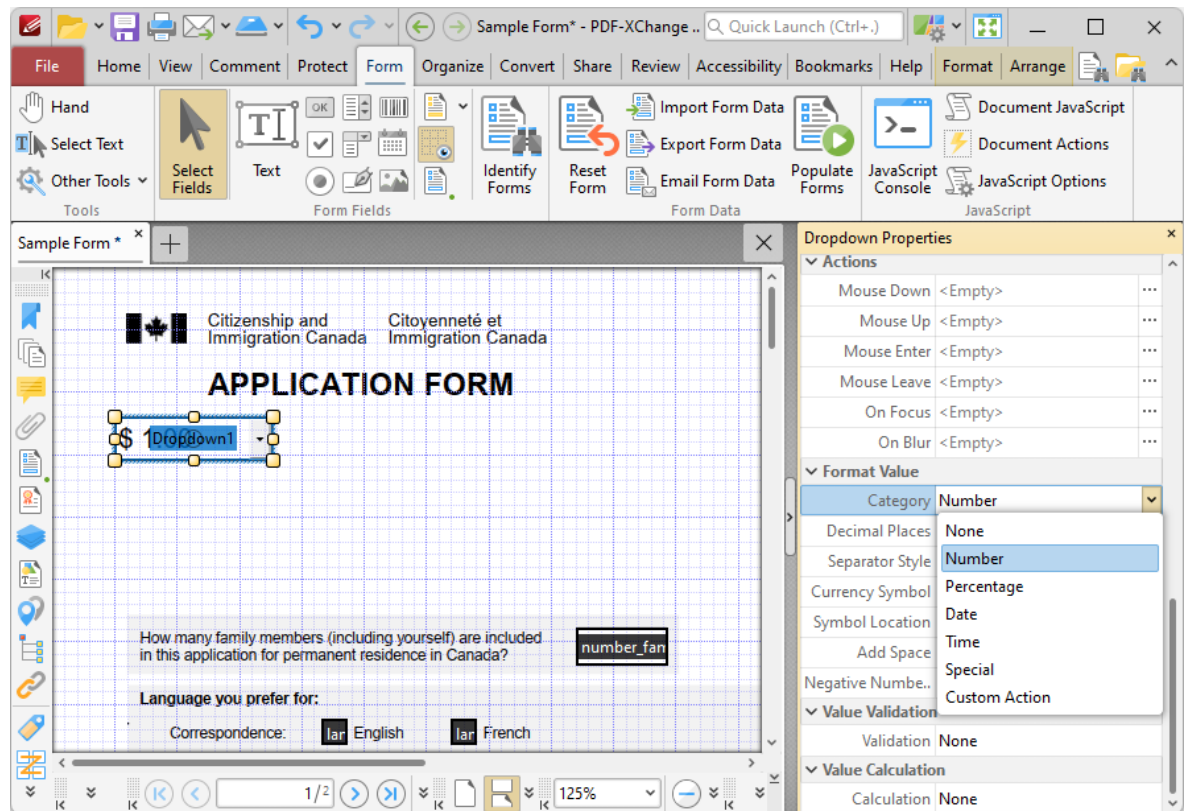 Sample Form* - PDF-XChange ..
Quick Launch (Ctrl+.)
File Home View Comment Protect Form Organize Convert Share Review Accessibility Bookmarks Help Format Arrange
Hand
Select Text
Other Tools
Tools
Select Fields
Text
OK
Form Fields
Identify Forms
Reset Form
Import Form Data
Export Form Data
Email Form Data
Populate Forms
Form Data
JavaScript Console
Document JavaScript
Document Actions
JavaScript Options
JavaScript
Sample Form *
Citizenship and
Immigration Canada
Citoyenneté et
Immigration Canada
APPLICATION FORM
$ 1
Dropdown1
How many family members (including yourself) are included
in this application for permanent residence in Canada?
number_fan
Language you prefer for:
Correspondence: lar English lar French
1/2
125%
Dropdown Properties
Actions
Mouse Down <Empty> ...
Mouse Up <Empty> ...
Mouse Enter <Empty> ...
Mouse Leave <Empty> ...
On Focus <Empty> ...
On Blur <Empty> ...
Format Value
Category Number
Decimal Places
Separator Style
Currency Symbol
Symbol Location
Add Space
Negative Numbe..
None
Number
Percentage
Date
Time
Special
Custom Action
Value Validation
Validation None
Value Calculation
Calculation None